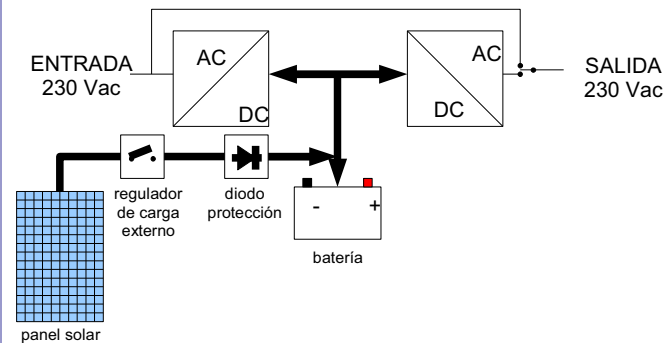 ENTRADA
230 Vac
AC
DC
AC
DC
SALIDA
230 Vac
regulador
de carga
externo
diodo
protección
- +
batería
panel solar